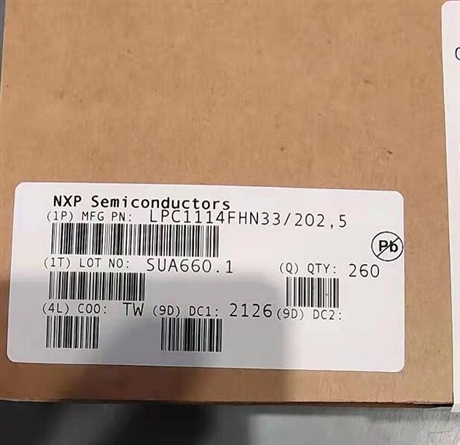 NXP Semiconductors
(1P) MFG PN: LPC1114FHN33/202,5
Pb
(1T) LOT NO: SUA660.1 (Q) QTY: 260
(4L) COO: TW (9D) DC1: 2126 (9D) DC2: